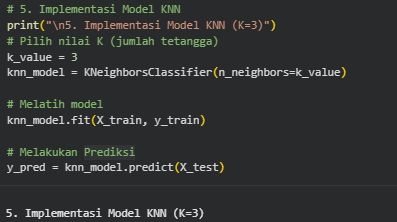 # 5. Implementasi Model KNN
print("\n5. Implementasi Model KNN (K=3)")
# Pilih nilai K (jumlah tetangga)
k_value = 3
knn_model = KNeighborsClassifier(n_neighbors=k_value)
# Melatih model
knn_model.fit(X_train, y_train)
# Melakukan Prediksi
y_pred = knn_model.predict(X_test)
5. Implementasi Model KNN (K=3)